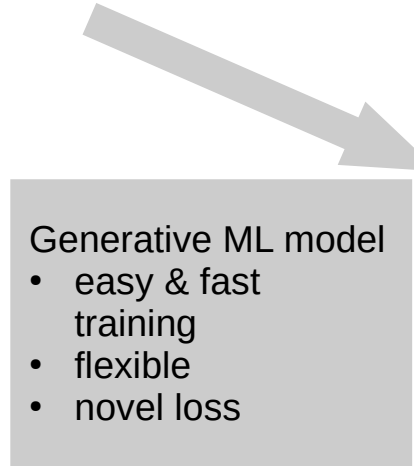 Generative ML model
• easy & fast
training
• flexible
• novel loss